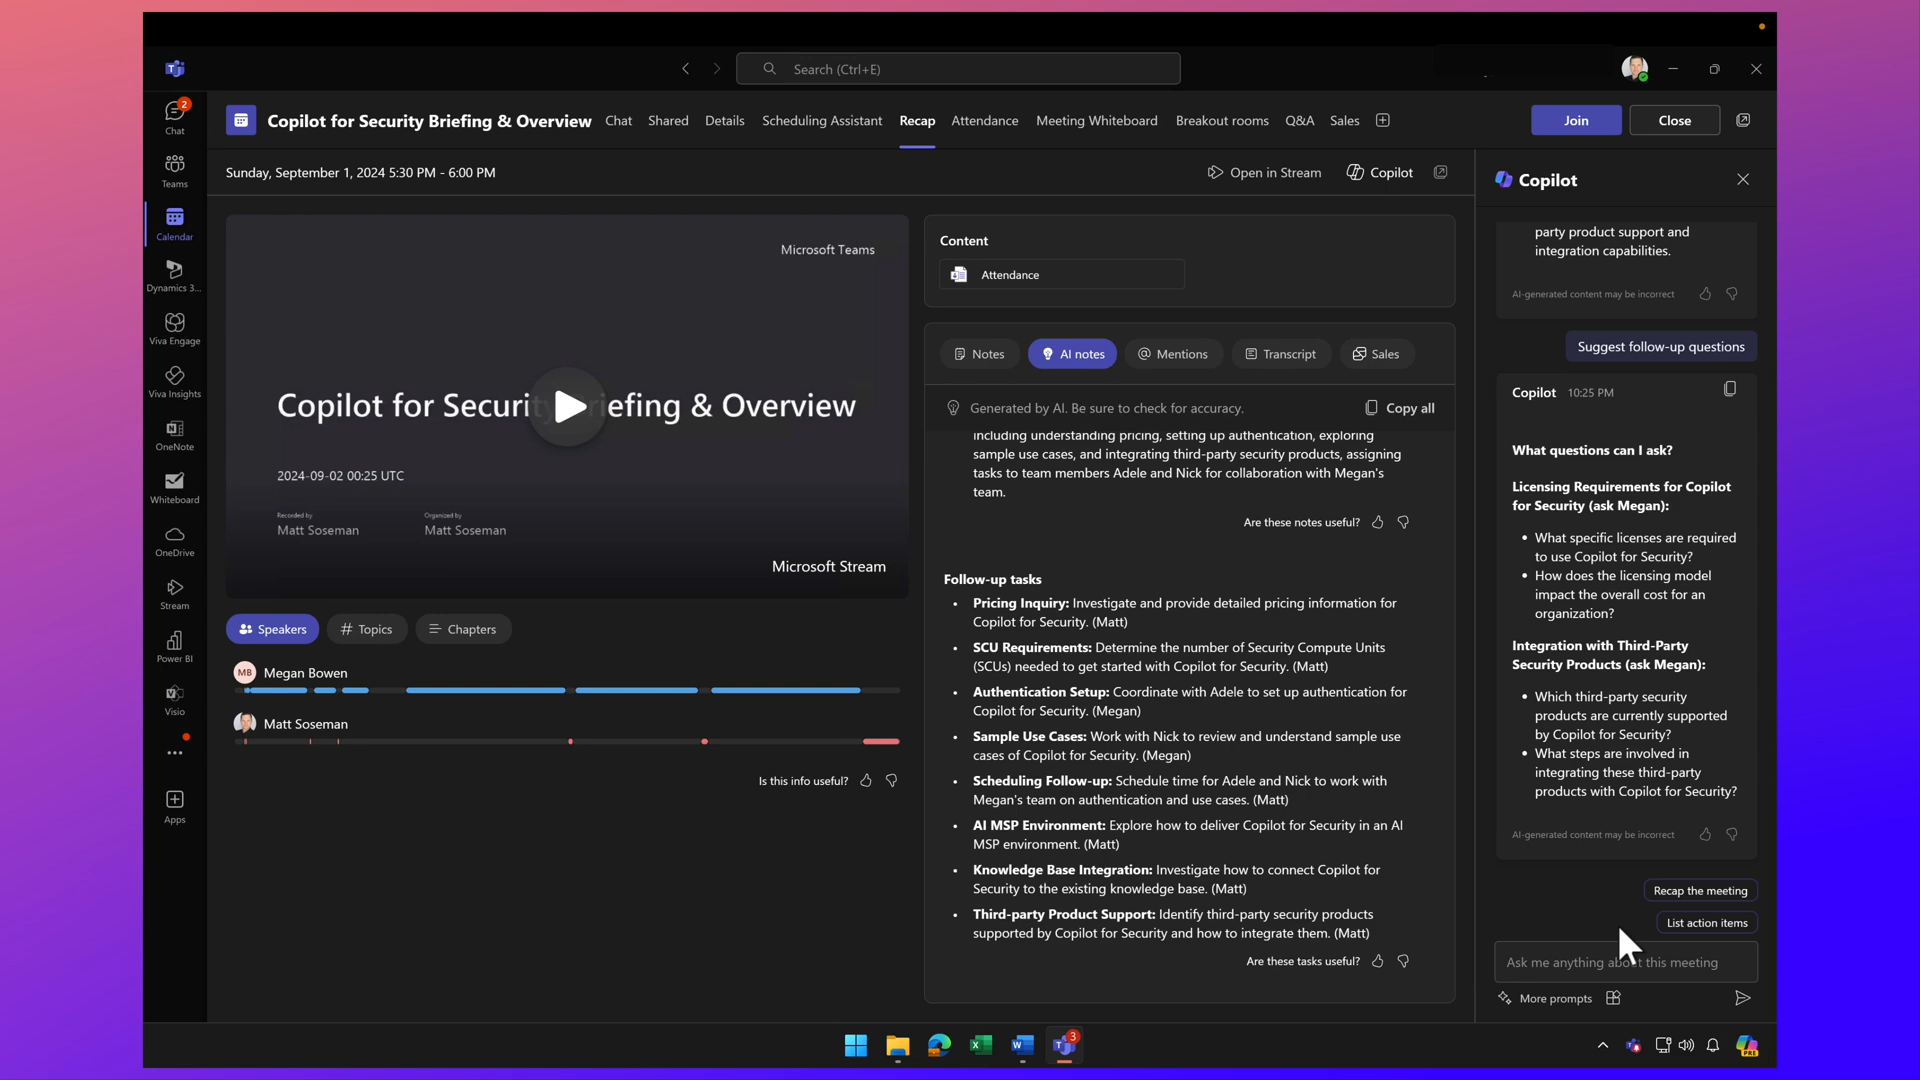 Search (Ctrl+E)
2
Chat
Teams
Calendar
Dynamics 3...
Viva Engage
Viva Insights
OneNote
Whiteboard
OneDrive
Stream
Power BI
Visio
Apps
Copilot for Security Briefing & Overview
Chat Shared Details Scheduling Assistant Recap Attendance Meeting Whiteboard Breakout rooms Q&A Sales
Join Close
Sunday, September 1, 2024 5:30 PM - 6:00 PM
Open in Stream Copilot
Microsoft Teams
Copilot for Securi efing & Overview
2024-09-02 00:25 UTC
Recorded by Organized by
Matt Soseman Matt Soseman
Microsoft Stream
Speakers # Topics Chapters
MB Megan Bowen
Matt Soseman
Is this info useful?
Content
Attendance
Notes AI notes Mentions Transcript Sales
Generated by AI. Be sure to check for accuracy. Copy all
including understanding pricing, setting up authentication, exploring
sample use cases, and integrating third-party security products, assigning
tasks to team members Adele and Nick for collaboration with Megan's
team.
Are these notes useful?
Follow-up tasks
• Pricing Inquiry: Investigate and provide detailed pricing information for
Copilot for Security. (Matt)
• SCU Requirements: Determine the number of Security Compute Units
(SCUs) needed to get started with Copilot for Security. (Matt)
• Authentication Setup: Coordinate with Adele to set up authentication for
Copilot for Security. (Megan)
• Sample Use Cases: Work with Nick to review and understand sample use
cases of Copilot for Security. (Megan)
• Scheduling Follow-up: Schedule time for Adele and Nick to work with
Megan's team on authentication and use cases. (Matt)
• AI MSP Environment: Explore how to deliver Copilot for Security in an AI
MSP environment. (Matt)
• Knowledge Base Integration: Investigate how to connect Copilot for
Security to the existing knowledge base. (Matt)
• Third-party Product Support: Identify third-party security products
supported by Copilot for Security and how to integrate them. (Matt)
Are these tasks useful?
Copilot
party product support and
integration capabilities.
AI-generated content may be incorrect
Suggest follow-up questions
Copilot 10:25 PM
What questions can I ask?
Licensing Requirements for Copilot
for Security (ask Megan):
• What specific licenses are required
to use Copilot for Security?
• How does the licensing model
impact the overall cost for an
organization?
Integration with Third-Party
Security Products (ask Megan):
• Which third-party security
products are currently supported
by Copilot for Security?
• What steps are involved in
integrating these third-party
products with Copilot for Security?
AI-generated content may be incorrect
Recap the meeting
List action items
Ask me anything about this meeting
More prompts
3
PRE